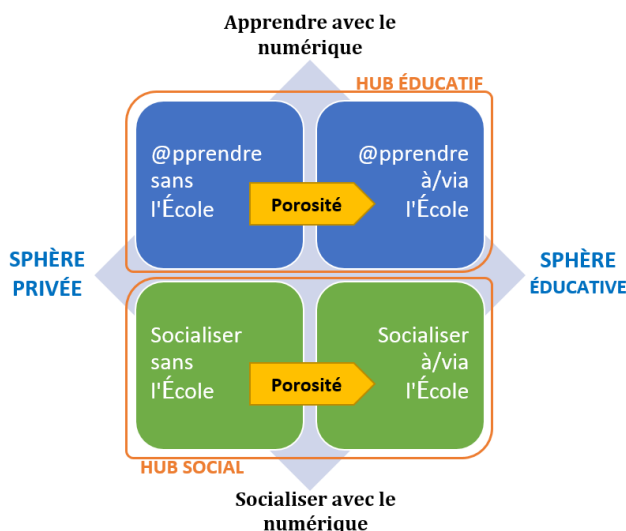 Apprendre avec le
numérique
HUB ÉDUCATIF
@pprendre
sans
l'École
Porosité
@pprendre
à/via
l'École
SPHÈRE
PRIVÉE
SPHÈRE
ÉDUCATIVE
Socialiser
sans
l'École
Porosité
Socialiser
à/via
l'École
HUB SOCIAL
Socialiser avec le
numérique